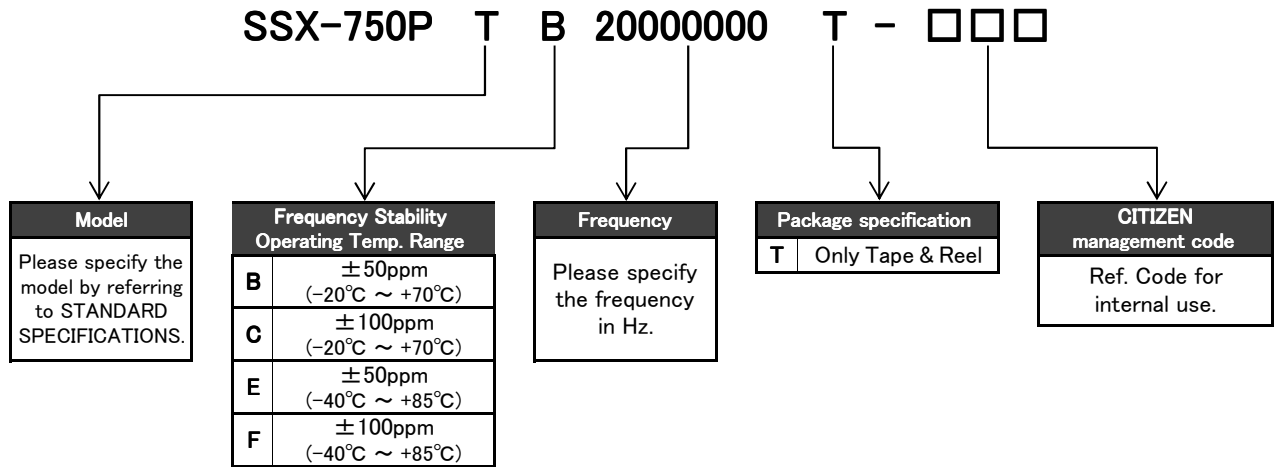 SSX-750P T B 20000000 T - □□□
Model
Please specify the
model by referring
to STANDARD
SPECIFICATIONS.
Frequency Stability
Operating Temp. Range
B ±50ppm
(-20℃ ～ +70℃)
C ±100ppm
(-20℃ ～ +70℃)
E ±50ppm
(-40℃ ～ +85℃)
F ±100ppm
(-40℃ ～ +85℃)
Frequency
Please specify
the frequency
in Hz.
Package specification
T Only Tape & Reel
CITIZEN
management code
Ref. Code for
internal use.